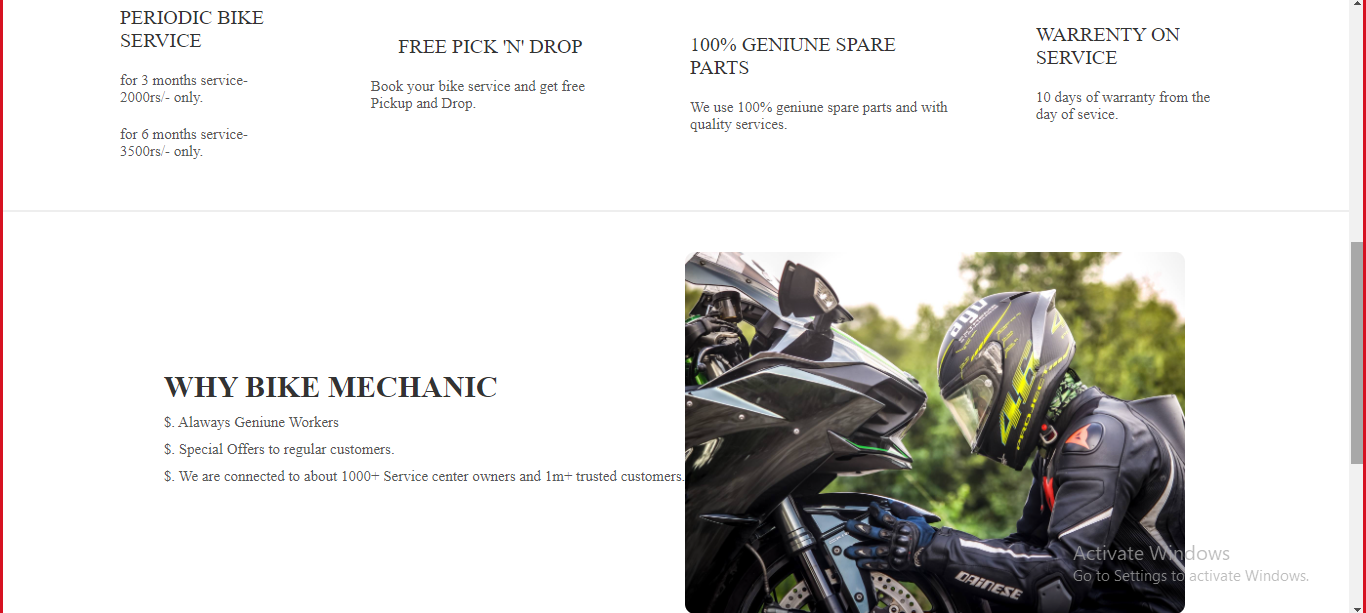 PERIODIC BIKE
SERVICE
for 3 months service-
2000rs/- only.
for 6 months service-
3500rs/- only.
FREE PICK 'N' DROP
Book your bike service and get free
Pickup and Drop.
100% GENIUNE SPARE
PARTS
We use 100% geniune spare parts and with
quality services.
WARRENTY ON
SERVICE
10 days of warranty from the
day of sevice.
WHY BIKE MECHANIC
$. Alaways Geniune Workers
$. Special Offers to regular customers.
$. We are connected to about 1000+ Service center owners and 1m+ trusted customers.
agv
46
PROJECT
DAINESE
Activate Windows
Go to Settings to activate Windows.